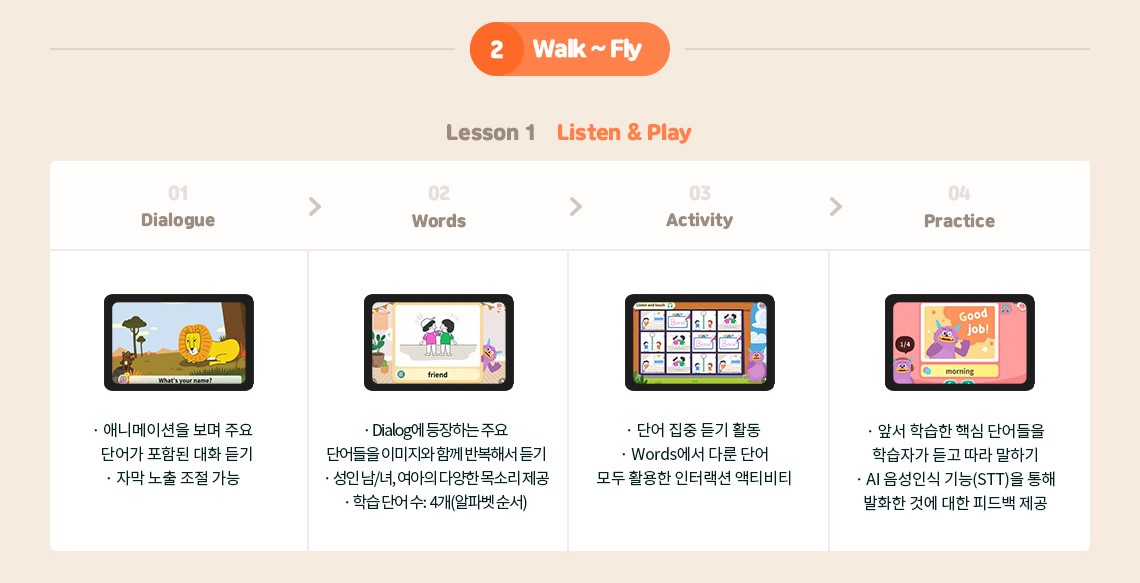 2 Walk ~ Fly
Lesson 1 Listen & Play
01
Dialogue
02
Words
03
Activity
04
Practice
What's your name?
friend
Listen and touch
Good
job!
1/4
morning
· 애니메이션을 보며 주요
단어가 포함된 대화 듣기
· 자막 노출 조절 가능
· Dialog에 등장하는 주요
단어들을 이미지와 함께 반복해서 듣기
· 성인 남/녀, 여아의 다양한 목소리 제공
· 학습 단어 수: 4개(알파벳 순서)
· 단어 집중 듣기 활동
· Words에서 다룬 단어
모두 활용한 인터랙션 액티비티
· 앞서 학습한 핵심 단어들을
학습자가 듣고 따라 말하기
· AI 음성인식 기능(STT)을 통해
발화한 것에 대한 피드백 제공